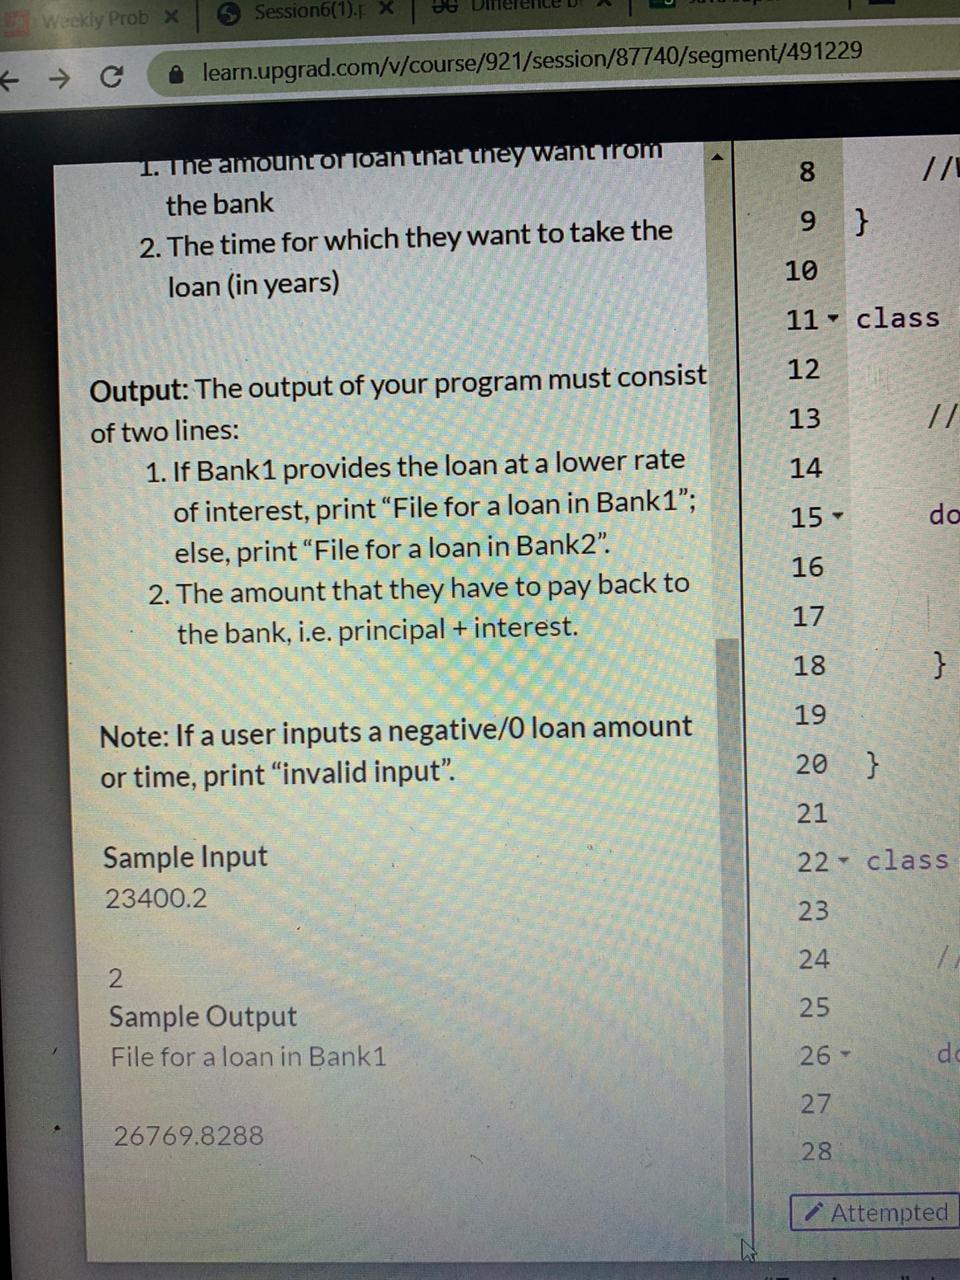 Weekly Prob
Session6(1).p
Difference b
learn.upgrad.com/v/course/921/session/87740/segment/491229
1. The amount of loan that they want from
the bank
2. The time for which they want to take the
loan (in years)
Output: The output of your program must consist
of two lines:
1. If Bank1 provides the loan at a lower rate
of interest, print “File for a loan in Bank1”;
else, print “File for a loan in Bank2”.
2. The amount that they have to pay back to
the bank, i.e. principal + interest.
Note: If a user inputs a negative/0 loan amount
or time, print “invalid input”.
Sample Input
23400.2
2
Sample Output
File for a loan in Bank1
26769.8288
8 //
9 }
10
11 class
12
13 //
14
15 do
16
17
18 }
19
20 }
21
22 class
23
24 //
25
26 do
27
28
Attempted